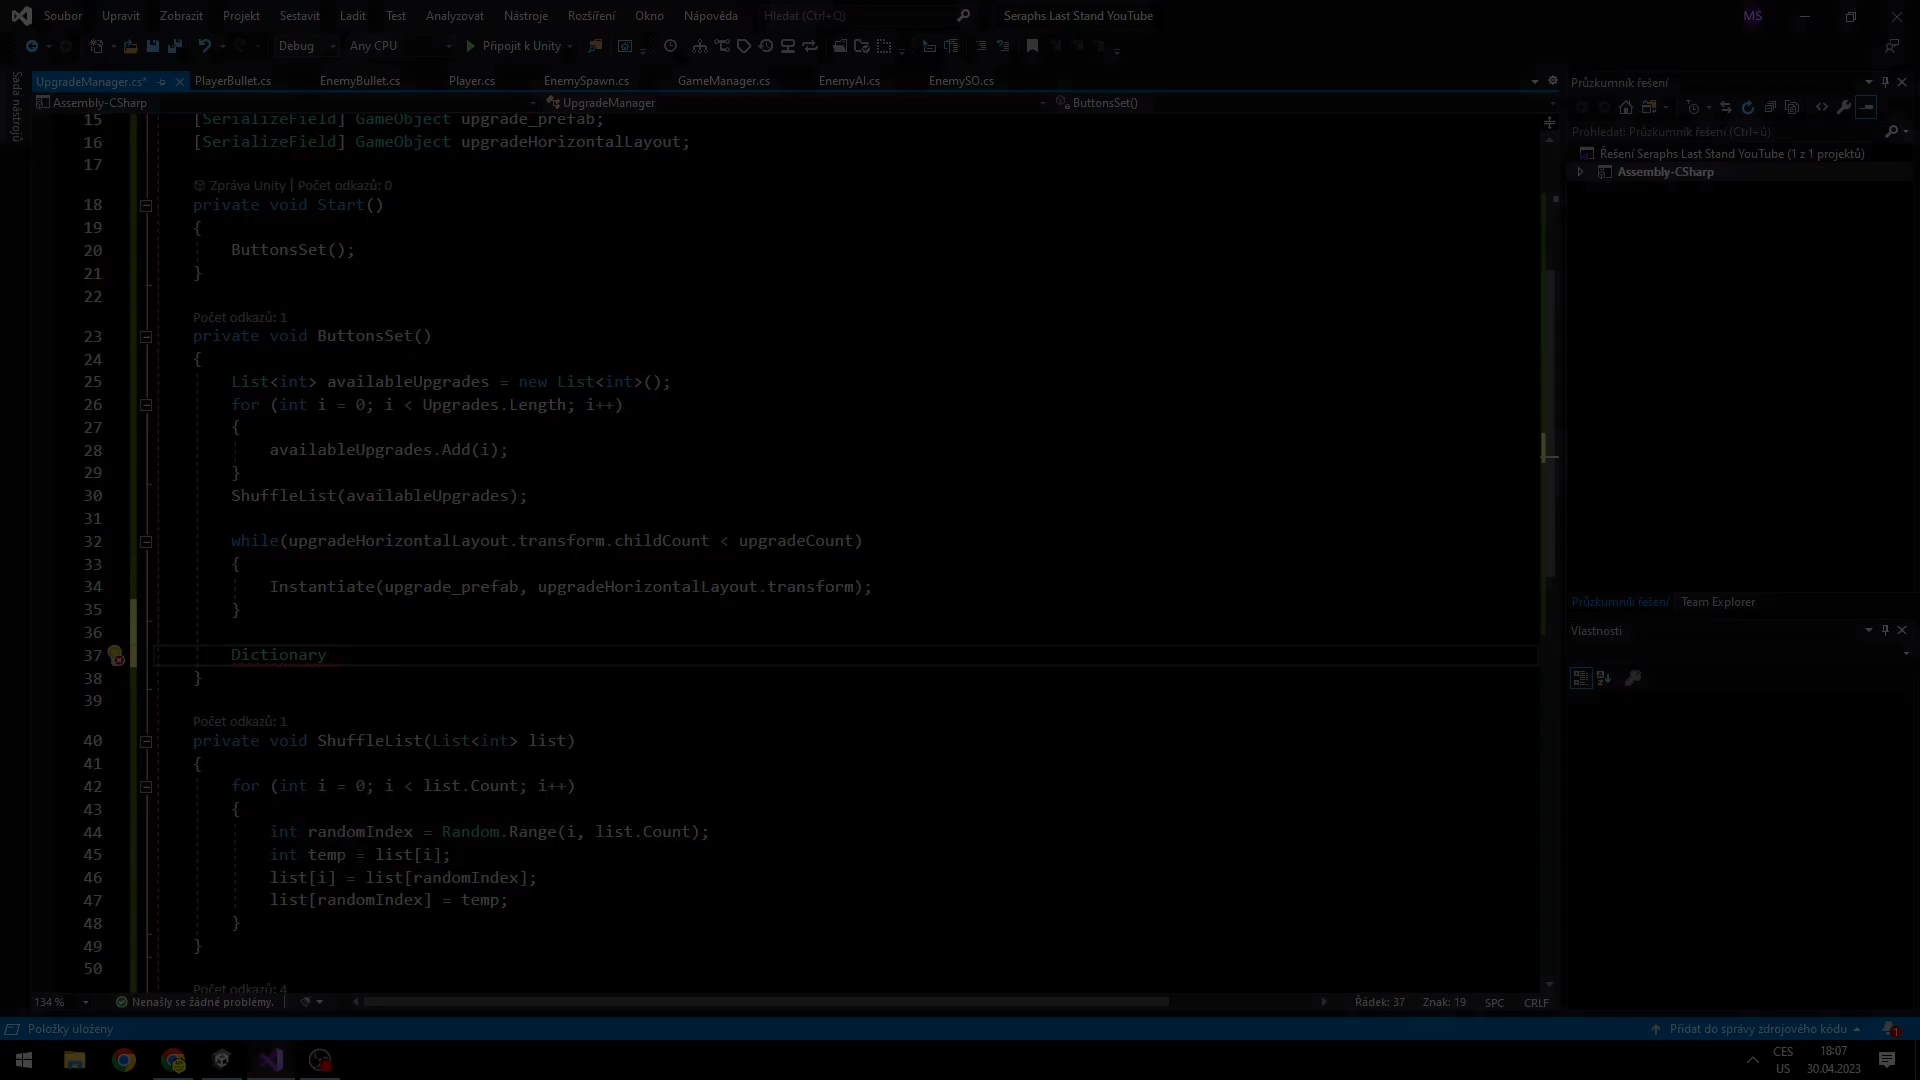 Soubor Upravit Zobrazit Projekt Sestavit Ladit Test Analyzovat Nástroje Rozšíření Okno Nápověda Hledat (Ctrl+Q) Seraphs Last Stand YouTube MS
Debug Any CPU Připojit k Unity
Sada nástrojů
UpgradeManager.cs* PlayerBullet.cs EnemyBullet.cs Player.cs EnemySpawn.cs GameManager.cs EnemyAI.cs EnemySO.cs
Assembly-CSharp UpgradeManager ButtonsSet()
15 [SerializeField] GameObject upgrade_prefab;
16 [SerializeField] GameObject upgradeHorizontalLayout;
17
Zpráva Unity | Počet odkazů: 0
18 private void Start()
19 {
20 ButtonsSet();
21 }
22
Počet odkazů: 1
23 private void ButtonsSet()
24 {
25 List<int> availableUpgrades = new List<int>();
26 for (int i = 0; i < Upgrades.Length; i++)
27 {
28 availableUpgrades.Add(i);
29 }
30 ShuffleList(availableUpgrades);
31
32 while(upgradeHorizontalLayout.transform.childCount < upgradeCount)
33 {
34 Instantiate(upgrade_prefab, upgradeHorizontalLayout.transform);
35 }
36
37 Dictionary
38 }
39
Počet odkazů: 1
40 private void ShuffleList(List<int> list)
41 {
42 for (int i = 0; i < list.Count; i++)
43 {
44 int randomIndex = Random.Range(i, list.Count);
45 int temp = list[i];
46 list[i] = list[randomIndex];
47 list[randomIndex] = temp;
48 }
49 }
50
Počet odkazů: 4
134 % Nenašly se žádné problémy. Řádek: 37 Znak: 19 SPC CRLF
Průzkumník řešení
Prohledat: Průzkumník řešení (Ctrl+ů)
Řešení Seraphs Last Stand YouTube (1 z 1 projektů)
Assembly-CSharp
Průzkumník řešení Team Explorer
Vlastnosti
Položky uloženy Přidat do správy zdrojového kódu 1
CES 18:07
US 30.04.2023